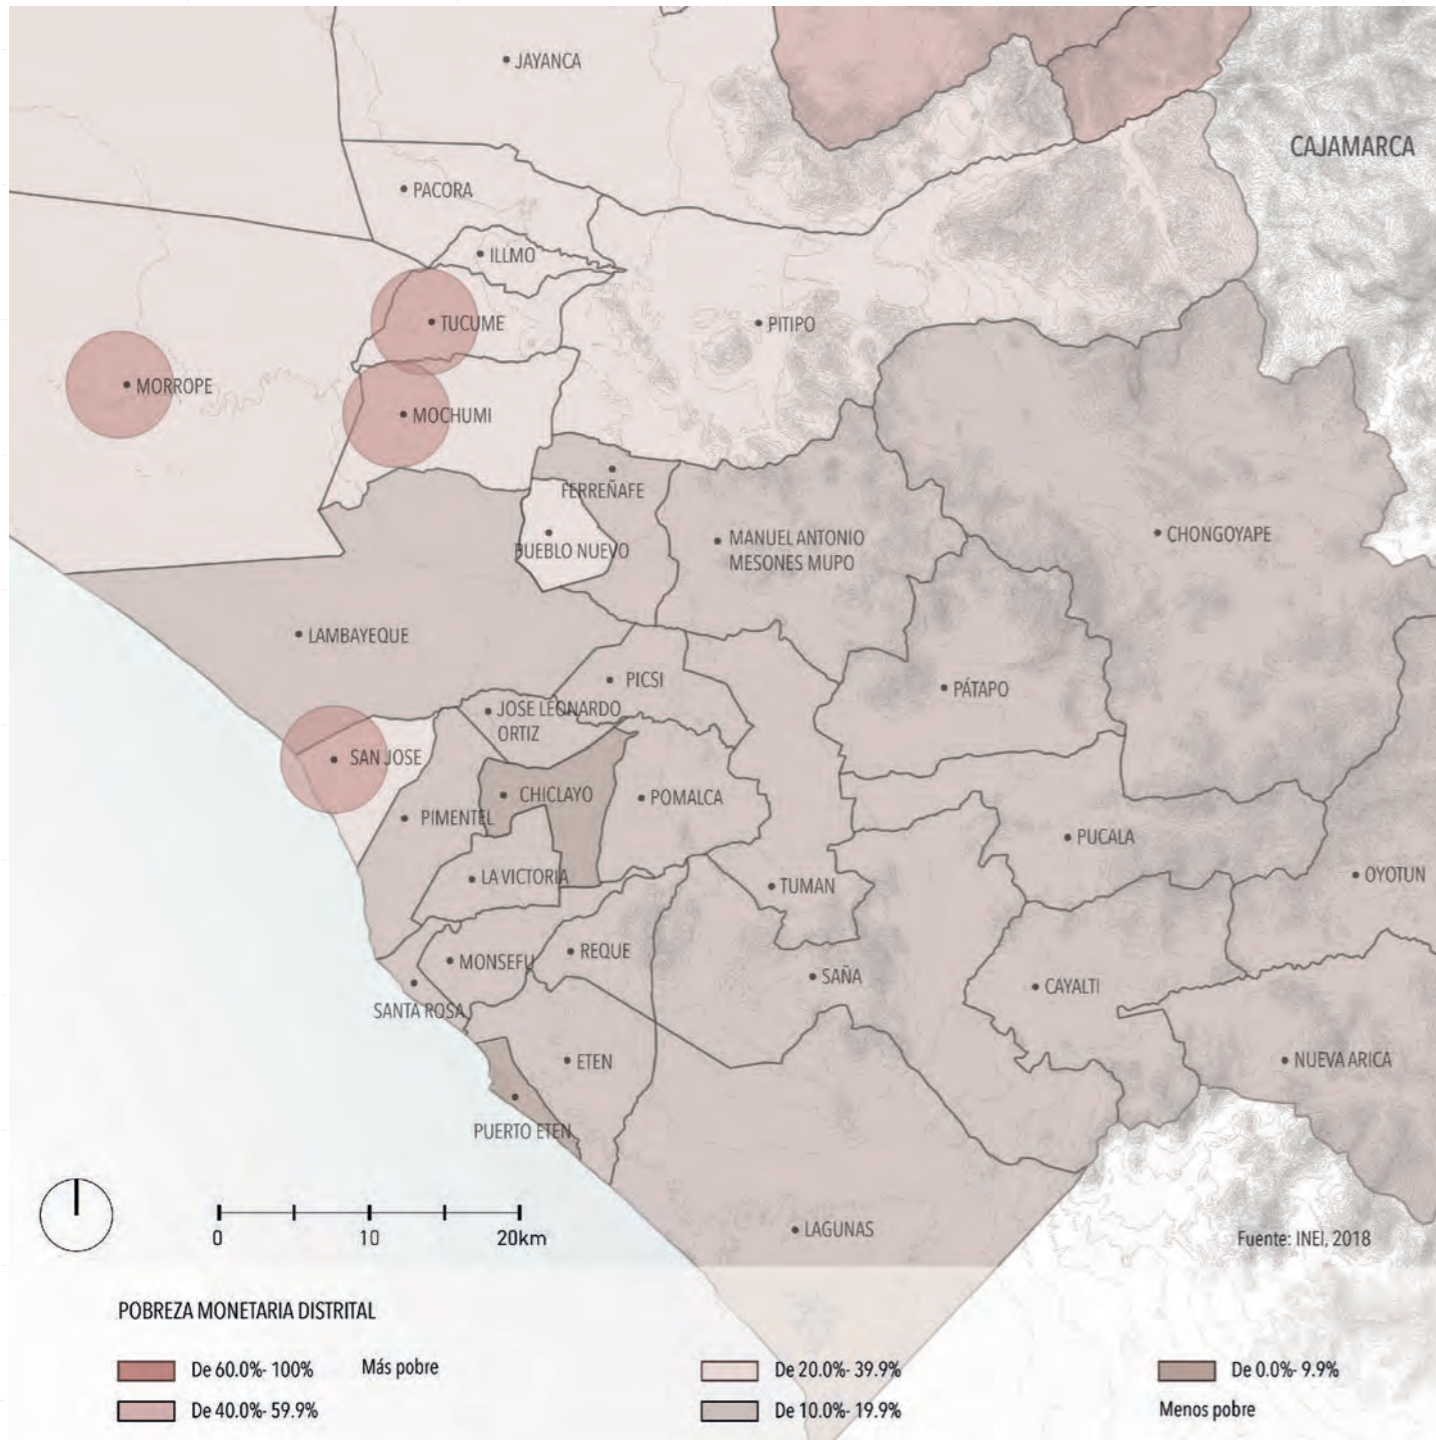 JAYANCA
CAJAMARCA
PACORA
ILLMO
TUCUME
PITIPO
MORROPE
MOCHUMI
FERREÑAFE
PUEBLO NUEVO
MANUEL ANTONIO
MESONES MUPO
CHONGOYAPE
LAMBAYEQUE
PICSI
PÁTAPO
JOSE LEONARDO
ORTIZ
SAN JOSE
CHICLAYO
POMALCA
PIMENTEL
PUCALA
LA VICTORIA
TUMAN
OYOTUN
REQUE
MONSEFU
SAÑA
CAYALTI
SANTA ROSA
ETEN
NUEVA ARICA
PUERTO ETEN
LAGUNAS
0 10 20km
Fuente: INEI, 2018
POBREZA MONETARIA DISTRITAL
De 60.0%- 100% Más pobre
De 40.0%- 59.9%
De 20.0%- 39.9%
De 10.0%- 19.9%
De 0.0%- 9.9%
Menos pobre